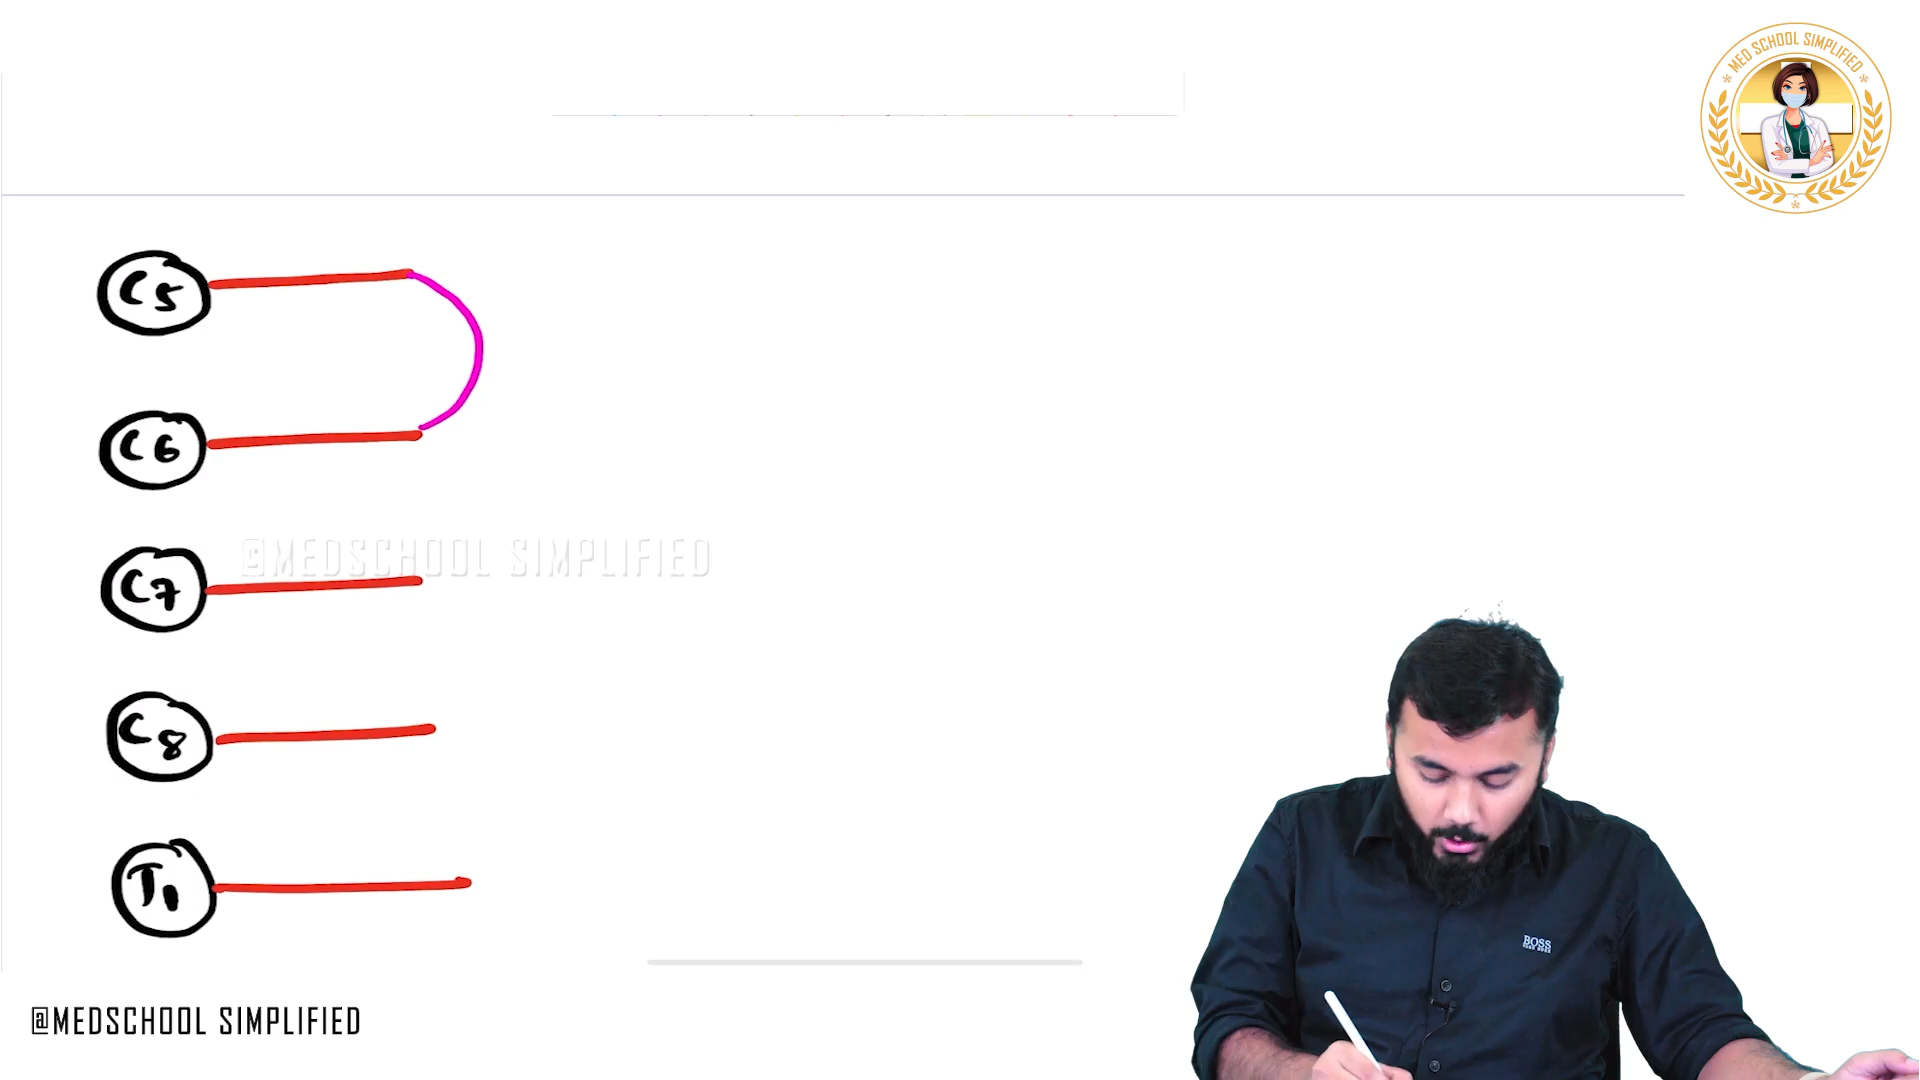 MED SCHOOL SIMPLIFIED
C5
C6
@MEDSCHOOL SIMPLIFIED
C7
C8
T1
BOSS
@MEDSCHOOL SIMPLIFIED